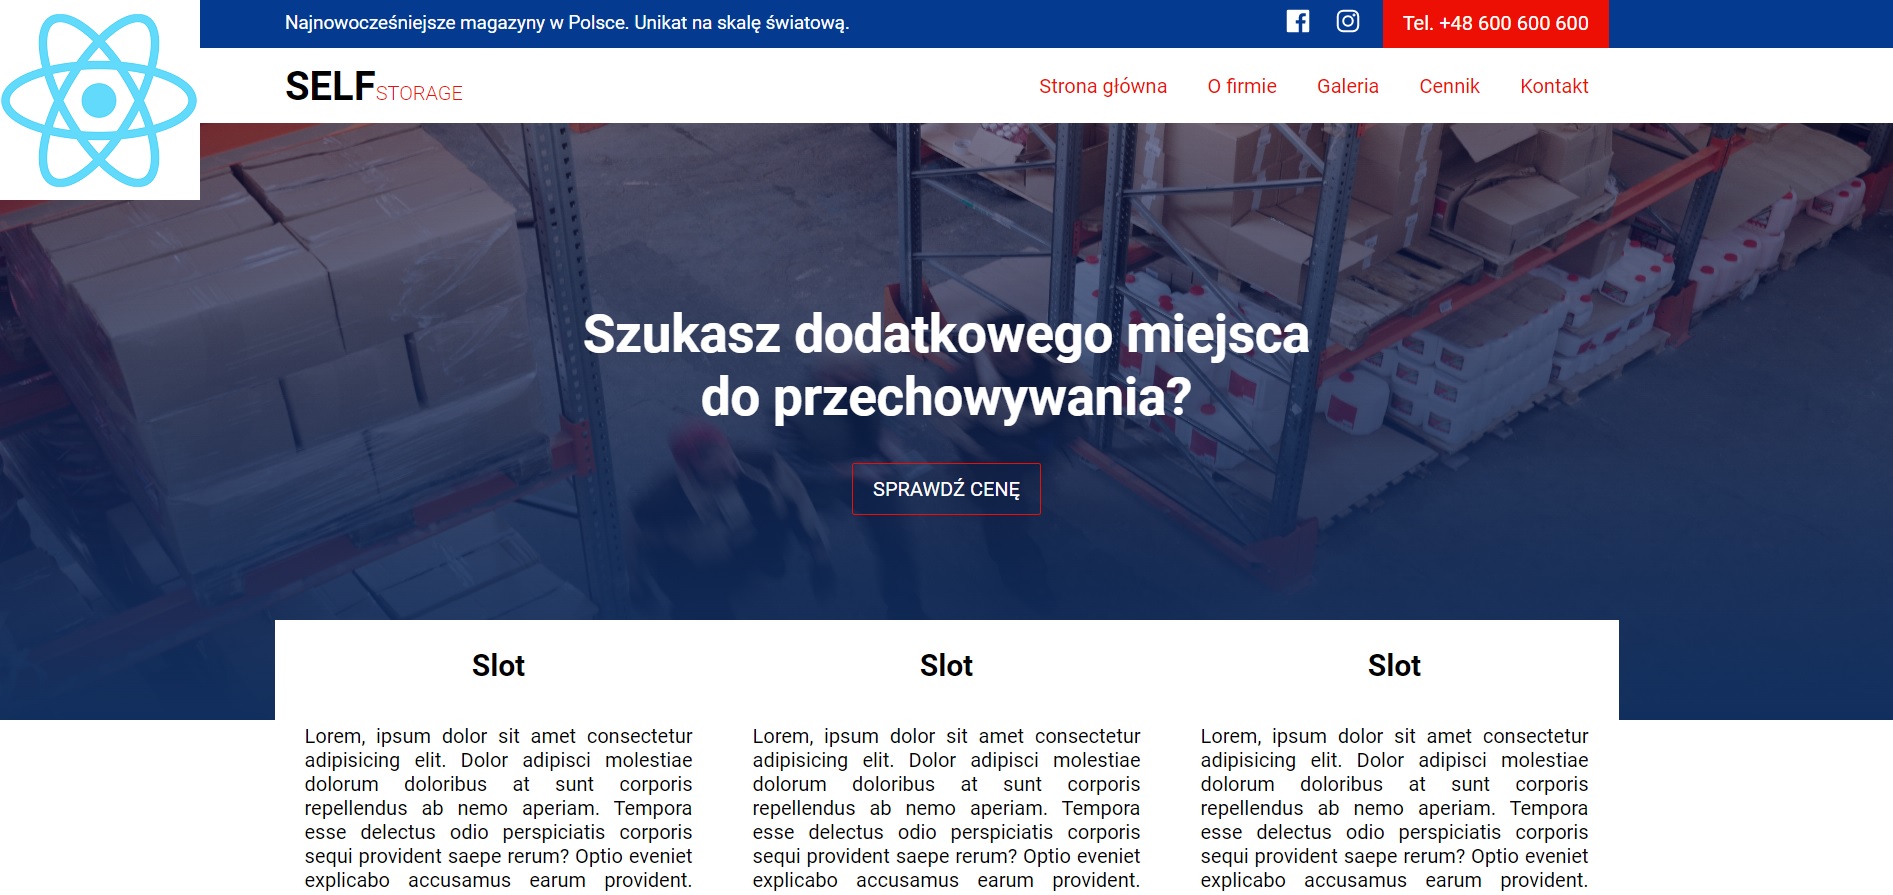 Najnowocześniejsze magazyny w Polsce. Unikat na skalę światową.
Tel. +48 600 600 600
SELFSTORAGE
Strona główna O firmie Galeria Cennik Kontakt
Szukasz dodatkowego miejsca
do przechowywania?
SPRAWDŹ CENĘ
Slot
Lorem, ipsum dolor sit amet consectetur
adipisicing elit. Dolor adipisci molestiae
dolorum doloribus at sunt corporis
repellendus ab nemo aperiam. Tempora
esse delectus odio perspiciatis corporis
sequi provident saepe rerum? Optio eveniet
explicabo accusamus earum provident.
Slot
Lorem, ipsum dolor sit amet consectetur
adipisicing elit. Dolor adipisci molestiae
dolorum doloribus at sunt corporis
repellendus ab nemo aperiam. Tempora
esse delectus odio perspiciatis corporis
sequi provident saepe rerum? Optio eveniet
explicabo accusamus earum provident.
Slot
Lorem, ipsum dolor sit amet consectetur
adipisicing elit. Dolor adipisci molestiae
dolorum doloribus at sunt corporis
repellendus ab nemo aperiam. Tempora
esse delectus odio perspiciatis corporis
sequi provident saepe rerum? Optio eveniet
explicabo accusamus earum provident.